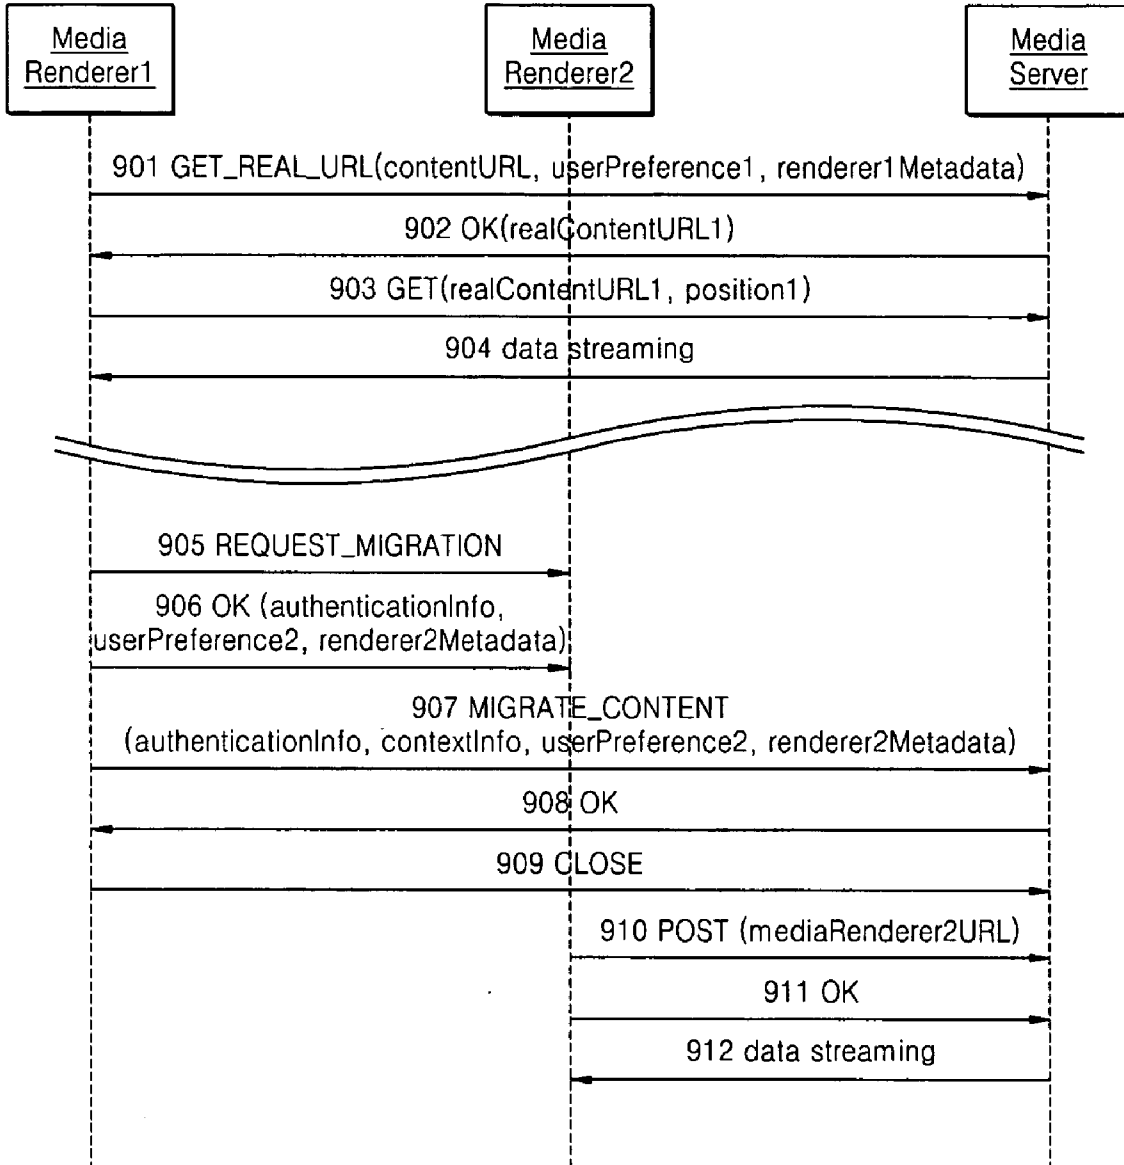 Media
Renderer1
Media
Renderer2
Media
Server
901 GET_REAL_URL(contentURL, userPreference1, renderer1Metadata)
902 OK(realContentURL1)
903 GET(realContentURL1, position1)
904 data streaming
905 REQUEST_MIGRATION
906 OK (authenticationInfo,
userPreference2, renderer2Metadata)
907 MIGRATE_CONTENT
(authenticationInfo, contextInfo, userPreference2, renderer2Metadata)
908 OK
909 CLOSE
910 POST (mediaRenderer2URL)
911 OK
912 data streaming